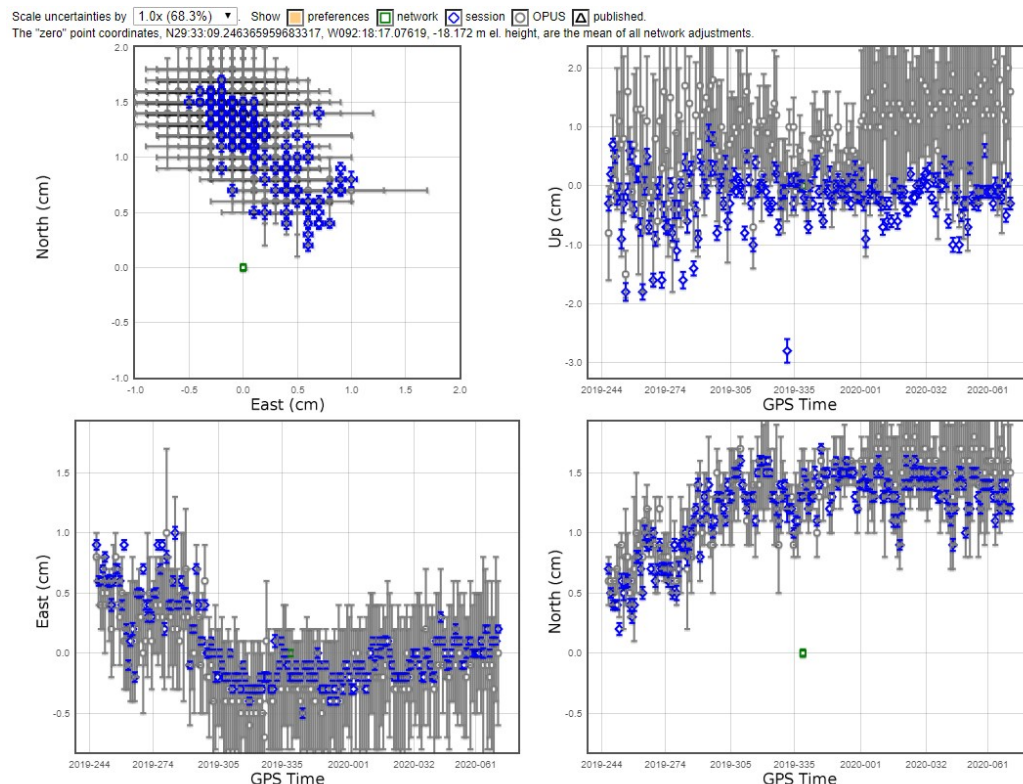 Scale uncertainties by 1.0x (68.3%) ▼. Show preferences network session OPUS published.
The "zero" point coordinates, N29:33:09.246365959683317, W092:18:17.07619, -18.172 m el. height, are the mean of all network adjustments.
2.0
1.5
1.0
0.5
0.0
-0.5
-1.0
North (cm)
-1.0 -0.5 0.0 0.5 1.0 1.5 2.0
East (cm)
2.0
1.0
0.0
-1.0
-2.0
-3.0
Up (cm)
2019-244 2019-274 2019-305 2019-335 2020-001 2020-032 2020-061
GPS Time
1.5
1.0
0.5
0.0
-0.5
East (cm)
2019-244 2019-274 2019-305 2019-335 2020-001 2020-032 2020-061
GPS Time
1.5
1.0
0.5
0.0
-0.5
North (cm)
2019-244 2019-274 2019-305 2019-335 2020-001 2020-032 2020-061
GPS Time